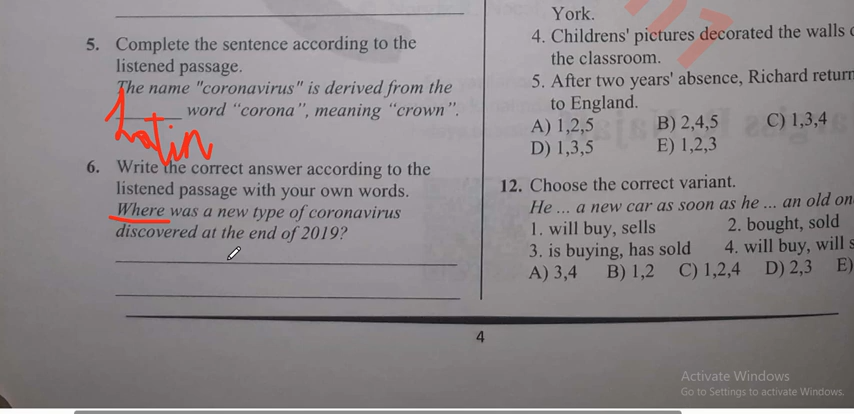 5. Complete the sentence according to the
listened passage.
The name "coronavirus" is derived from the
______ word "corona", meaning "crown".
Latin
6. Write the correct answer according to the
listened passage with your own words.
Where was a new type of coronavirus
discovered at the end of 2019?
York.
4. Childrens' pictures decorated the walls
the classroom.
5. After two years' absence, Richard return
to England.
A) 1,2,5 B) 2,4,5 C) 1,3,4
D) 1,3,5 E) 1,2,3
12. Choose the correct variant.
He ... a new car as soon as he ... an old on
1. will buy, sells 2. bought, sold
3. is buying, has sold 4. will buy, will s
A) 3,4 B) 1,2 C) 1,2,4 D) 2,3 E)
4
Activate Windows
Go to Settings to activate Windows.